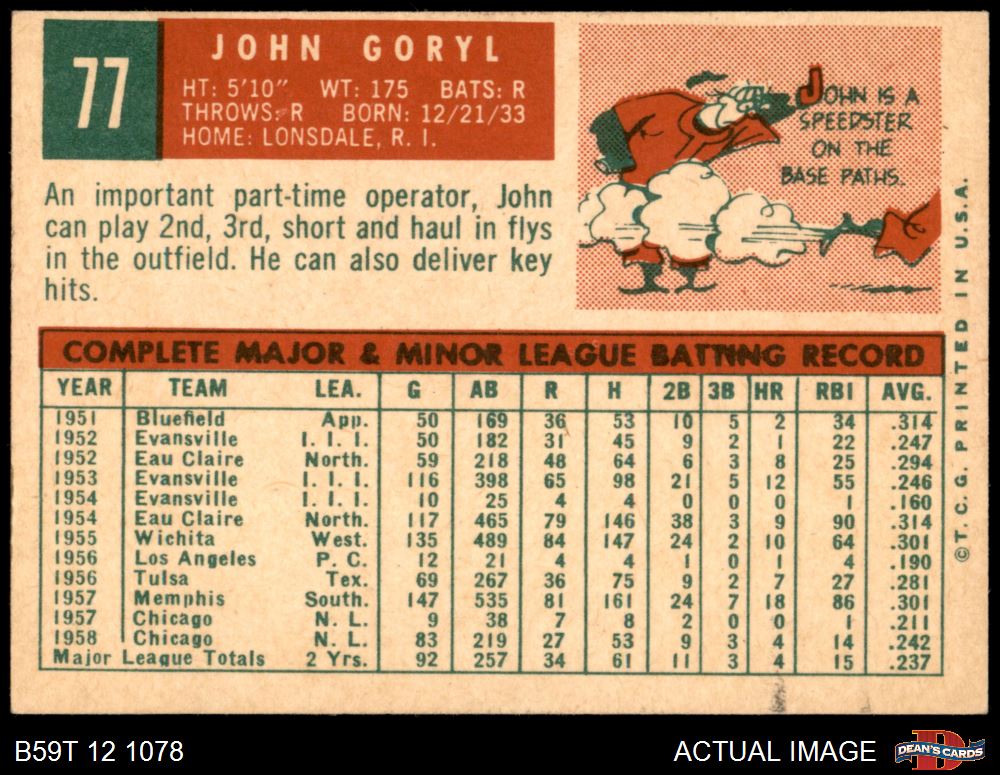 77
JOHN GORYL
HT: 5'10" WT: 175 BATS: R
THROWS: R BORN: 12/21/33
HOME: LONSDALE, R. I.
JOHN IS A
SPEEDSTER
ON THE
BASE PATHS.
An important part-time operator, John
can play 2nd, 3rd, short and haul in flys
in the outfield. He can also deliver key
hits.
COMPLETE MAJOR & MINOR LEAGUE BATTING RECORD
YEAR TEAM LEA. G AB R H 2B 3B HR RBI AVG.
1951 Bluefield App. 50 169 36 53 10 5 2 34 .314
1952 Evansville I. I. I. 50 182 31 45 9 2 1 22 .247
1952 Eau Claire North. 59 218 48 64 6 3 8 25 .294
1953 Evansville I. I. I. 116 398 65 98 21 5 12 55 .246
1954 Evansville I. I. I. 10 25 4 4 0 0 0 1 .160
1954 Eau Claire North. 117 465 79 146 38 3 9 90 .314
1955 Wichita West. 135 489 84 147 24 2 10 64 .301
1956 Los Angeles P. C. 12 21 4 4 1 0 1 4 .190
1956 Tulsa Tex. 69 267 36 75 9 2 7 27 .281
1957 Memphis South. 147 535 81 161 24 7 18 86 .301
1957 Chicago N. L. 9 38 7 8 2 0 0 1 .211
1958 Chicago N. L. 83 219 27 53 9 3 4 14 .242
Major League Totals 2 Yrs. 92 257 34 61 11 3 4 15 .237
©T. C. G. PRINTED IN U.S.A.
B59T 12 1078
ACTUAL IMAGE
DEAN'S CARDS